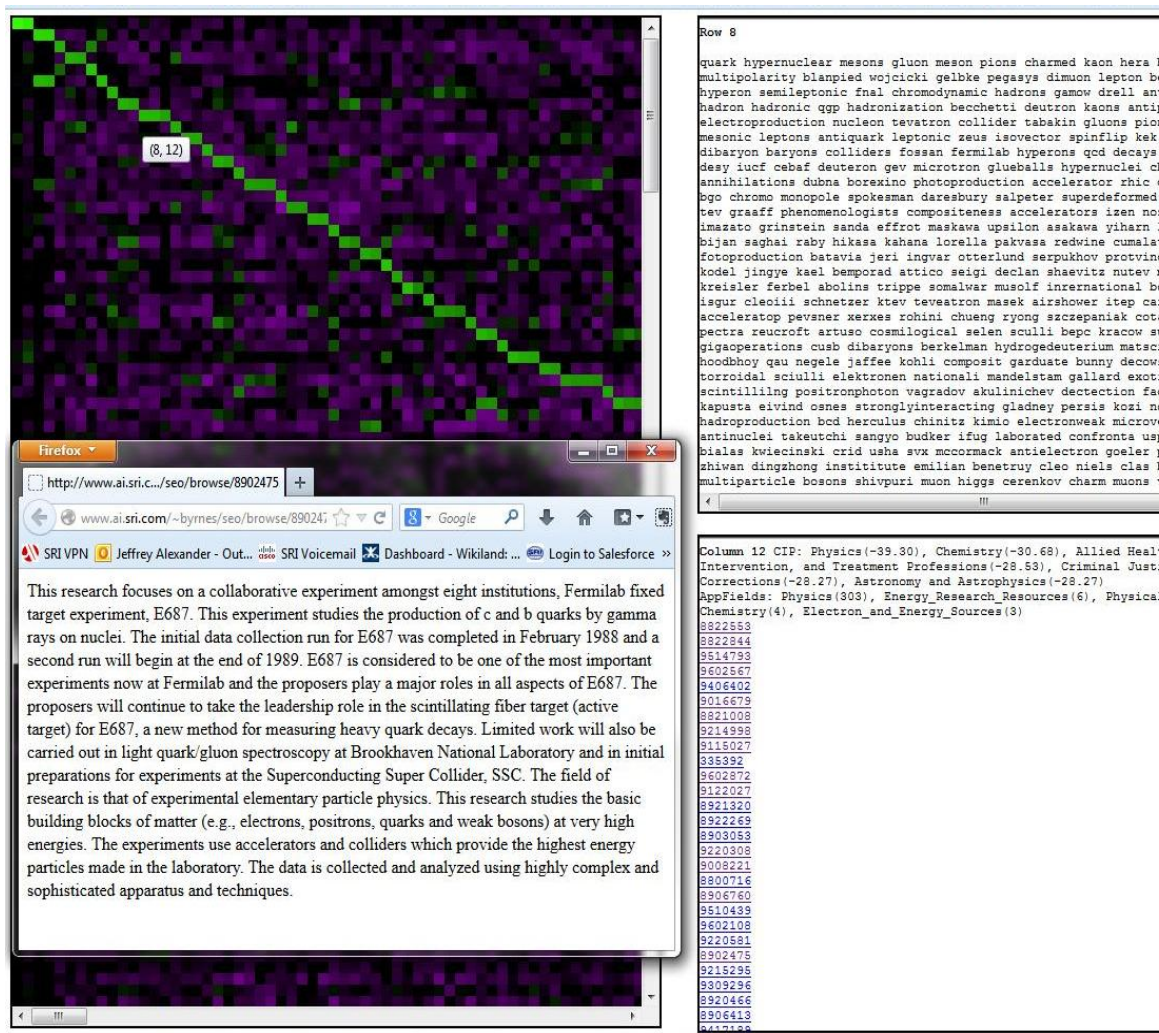 (8, 12)
Firefox
http://www.ai.sri.c.../seo/browse/8902475
www.ai.sri.com/~byrnes/seo/browse/890247
Google
SRI VPN Jeffrey Alexander - Out... SRI Voicemail Dashboard - Wikiland: ... Login to Salesforce »
This research focuses on a collaborative experiment amongst eight institutions, Fermilab fixed
target experiment, E687. This experiment studies the production of c and b quarks by gamma
rays on nuclei. The initial data collection run for E687 was completed in February 1988 and a
second run will begin at the end of 1989. E687 is considered to be one of the most important
experiments now at Fermilab and the proposers play a major roles in all aspects of E687. The
proposers will continue to take the leadership role in the scintillating fiber target (active
target) for E687, a new method for measuring heavy quark decays. Limited work will also be
carried out in light quark/gluon spectroscopy at Brookhaven National Laboratory and in initial
preparations for experiments at the Superconducting Super Collider, SSC. The field of
research is that of experimental elementary particle physics. This research studies the basic
building blocks of matter (e.g., electrons, positrons, quarks and weak bosons) at very high
energies. The experiments use accelerators and colliders which provide the highest energy
particles made in the laboratory. The data is collected and analyzed using highly complex and
sophisticated apparatus and techniques.
Row 8
quark hypernuclear mesons gluon meson pions charmed kaon hera
multipolarity blanpied wojcicki gelbke pegasys dimuon lepton
hyperon semileptonic fnal chromodynamic hadrons gamow drell
hadron hadronic qgp hadronization becchetti deutron kaons
electroproduction nucleon tevatron collider tabakin gluons
mesonic leptons antiquark leptonic zeus isovector spinflip kek
dibaryon baryons colliders fossan fermilab hyperons qcd decays
desy iucf cebaf deuteron gev microtron glueballs hypernuclei
annihilations dubna borexino photoproduction accelerator rhic
bgo chromo monopole spokesman daresbury salpeter superdeformed
tev graaff phenomenologists compositeness accelerators izen
imazato grinstein sanda effrot maskawa upsilon asakawa yiharn
bijan saghai raby hikasa kahana lorella pakvasa redwine
fotoproduction batavia jeri ingvar otterlund serpukhov
kodel jingye kael bemporad attico seigi declan shaevitz nutev
kreisler ferbel abolins trippe somalwar musolf inrernational
isgur cleoiii schnetzer ktev teveatron masek airshower itep
acceleratop pevsner xerxes rohini chueng ryong szczepaniak
pectra reucroft artuso cosmilogical selen sculli bepc kracow
gigaoperations cusb dibaryons berkelman hydrogedeuterium
hoodbhoy qau negele jaffee kohli composit garduate bunny
torroidal sciulli elektronen nationali mandelstam gallard
scintillilng positronphoton vagradov akulinichev dectection
kapusta eivind osnes stronglyinteracting gladney persis kozi
hadroproduction bcd herculus chinitz kimio electronweak
antinuclei takeutchi sangyo budker ifug laborated confronta
bialas kwiecinski crid usha svx mccormack antielectron goeler
zhiwan dingzhong instititute emilian benetruy cleo niels clas
multiparticle bosons shivpuri muon higgs cerenkov charm muons
Column 12 CIP: Physics(-39.30), Chemistry(-30.68), Allied
Intervention, and Treatment Professions(-28.53), Criminal
Corrections(-28.27), Astronomy and Astrophysics(-28.27)
AppFields: Physics(303), Energy_Research_Resources(6),
Chemistry(4), Electron_and_Energy_Sources(3)
8822553
8822844
9514793
9602567
9406402
9016679
8821008
9214998
9115027
335392
9602872
9122027
8921320
8922269
8903053
9220308
9008221
8800716
8906760
9510439
9602108
9220581
8902475
9215295
9309296
8920466
8906413